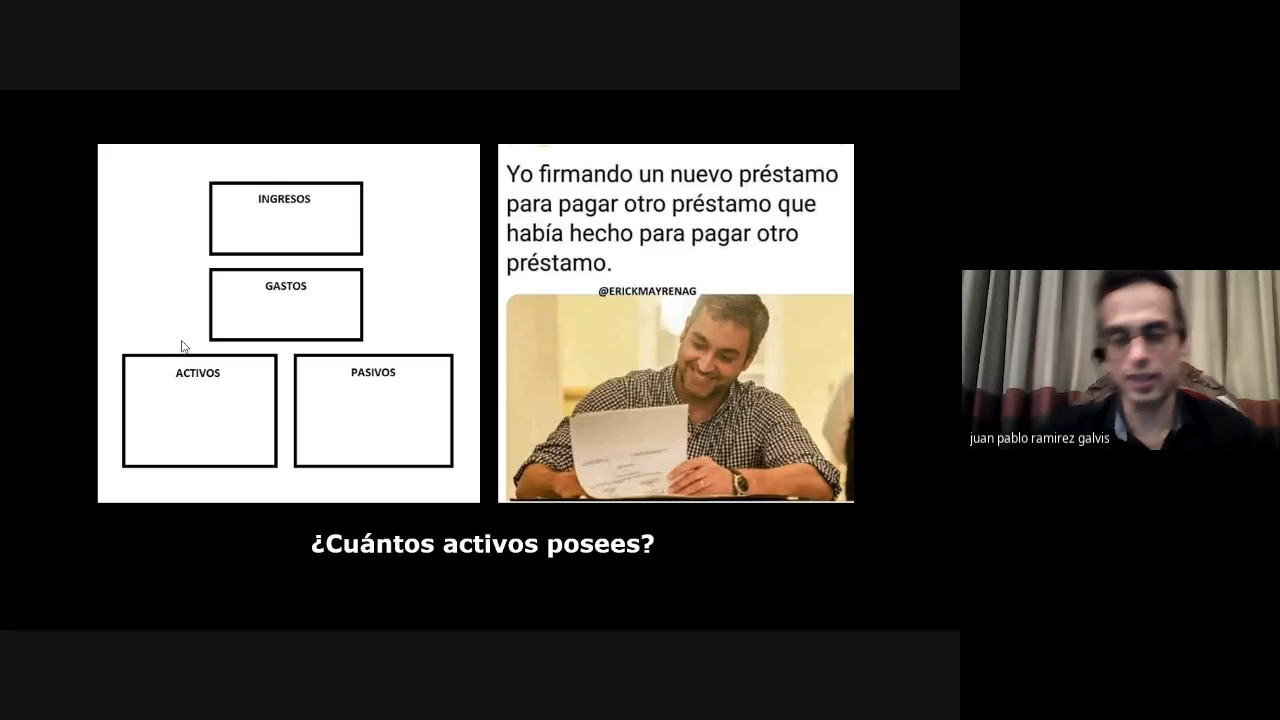 INGRESOS
GASTOS
ACTIVOS
PASIVOS
Yo firmando un nuevo préstamo
para pagar otro préstamo que
había hecho para pagar otro
préstamo.
@ERICKMAYRENAG
¿Cuántos activos posees?
juan pablo ramirez galvis